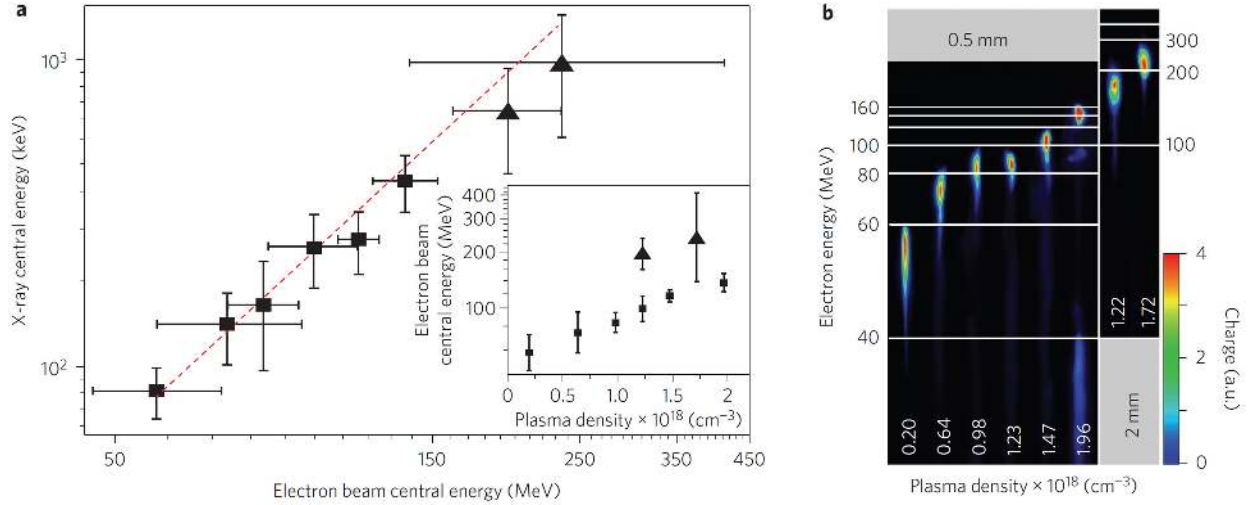 a
X-ray central energy (keV)
10³
10²
50
150
250
350
450
Electron beam central energy (MeV)
Electron beam
central energy (MeV)
400
300
200
100
0
0.5
1.0
1.5
2
Plasma density × 10¹⁸ (cm⁻³)
b
0.5 mm
Electron energy (MeV)
160
100
80
60
40
300
200
100
0.20
0.64
0.98
1.23
1.47
1.96
1.22
1.72
2 mm
Plasma density × 10¹⁸ (cm⁻³)
4
2
0
Charge (a.u.)